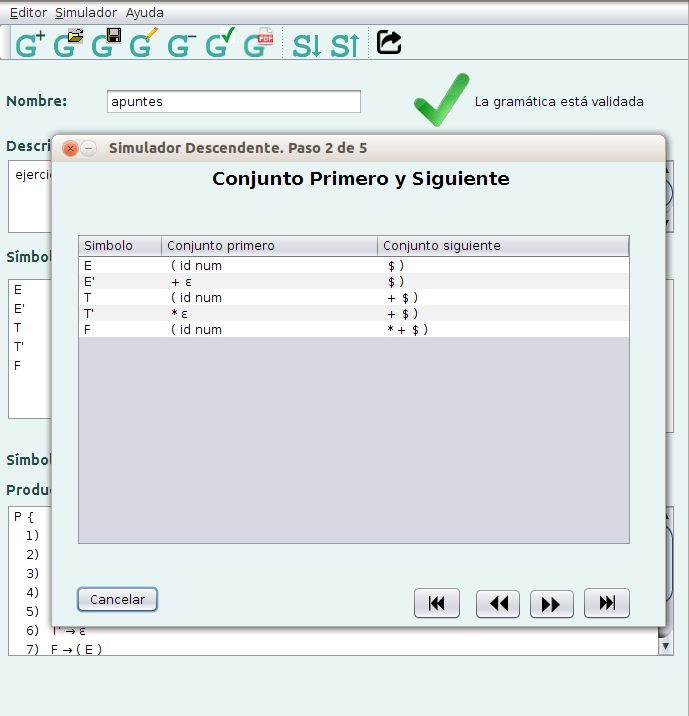 Editor Simulador Ayuda
G+ G G G G− G G PDF S↓ S↑
Nombre: apuntes La gramática está validada
Descri
ejerci
Simulador Descendente. Paso 2 de 5
Conjunto Primero y Siguiente
Simbolo Conjunto primero Conjunto siguiente
E ( id num $ )
E' + ε $ )
T ( id num + $ )
T' * ε + $ )
F ( id num * + $ )
Símbol
E
E'
T
T'
F
Símbol
Produ
P {
1)
2)
3)
4)
5)
6) T' → ε
7) F → ( E )
Cancelar